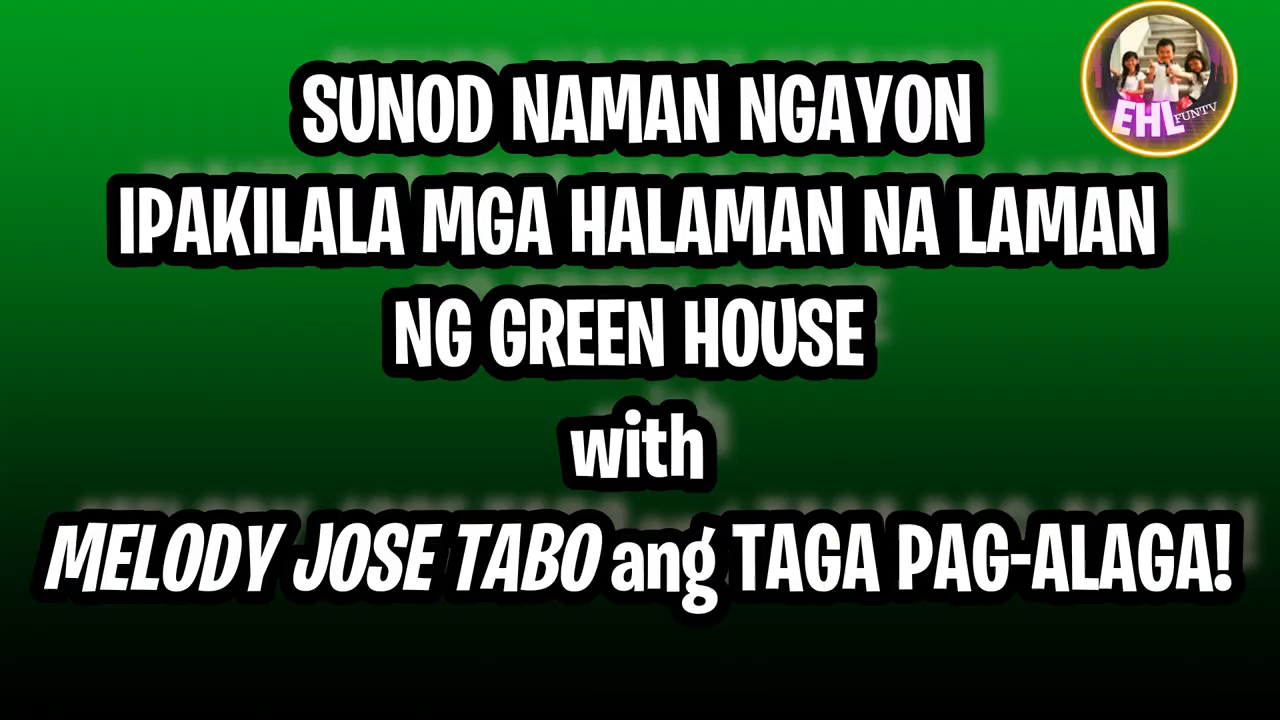 SUNOD NAMAN NGAYON
IPAKILALA MGA HALAMAN NA LAMAN
NG GREEN HOUSE
with
MELODY JOSE TABO ang TAGA PAG-ALAGA!
EHL
FUNTV